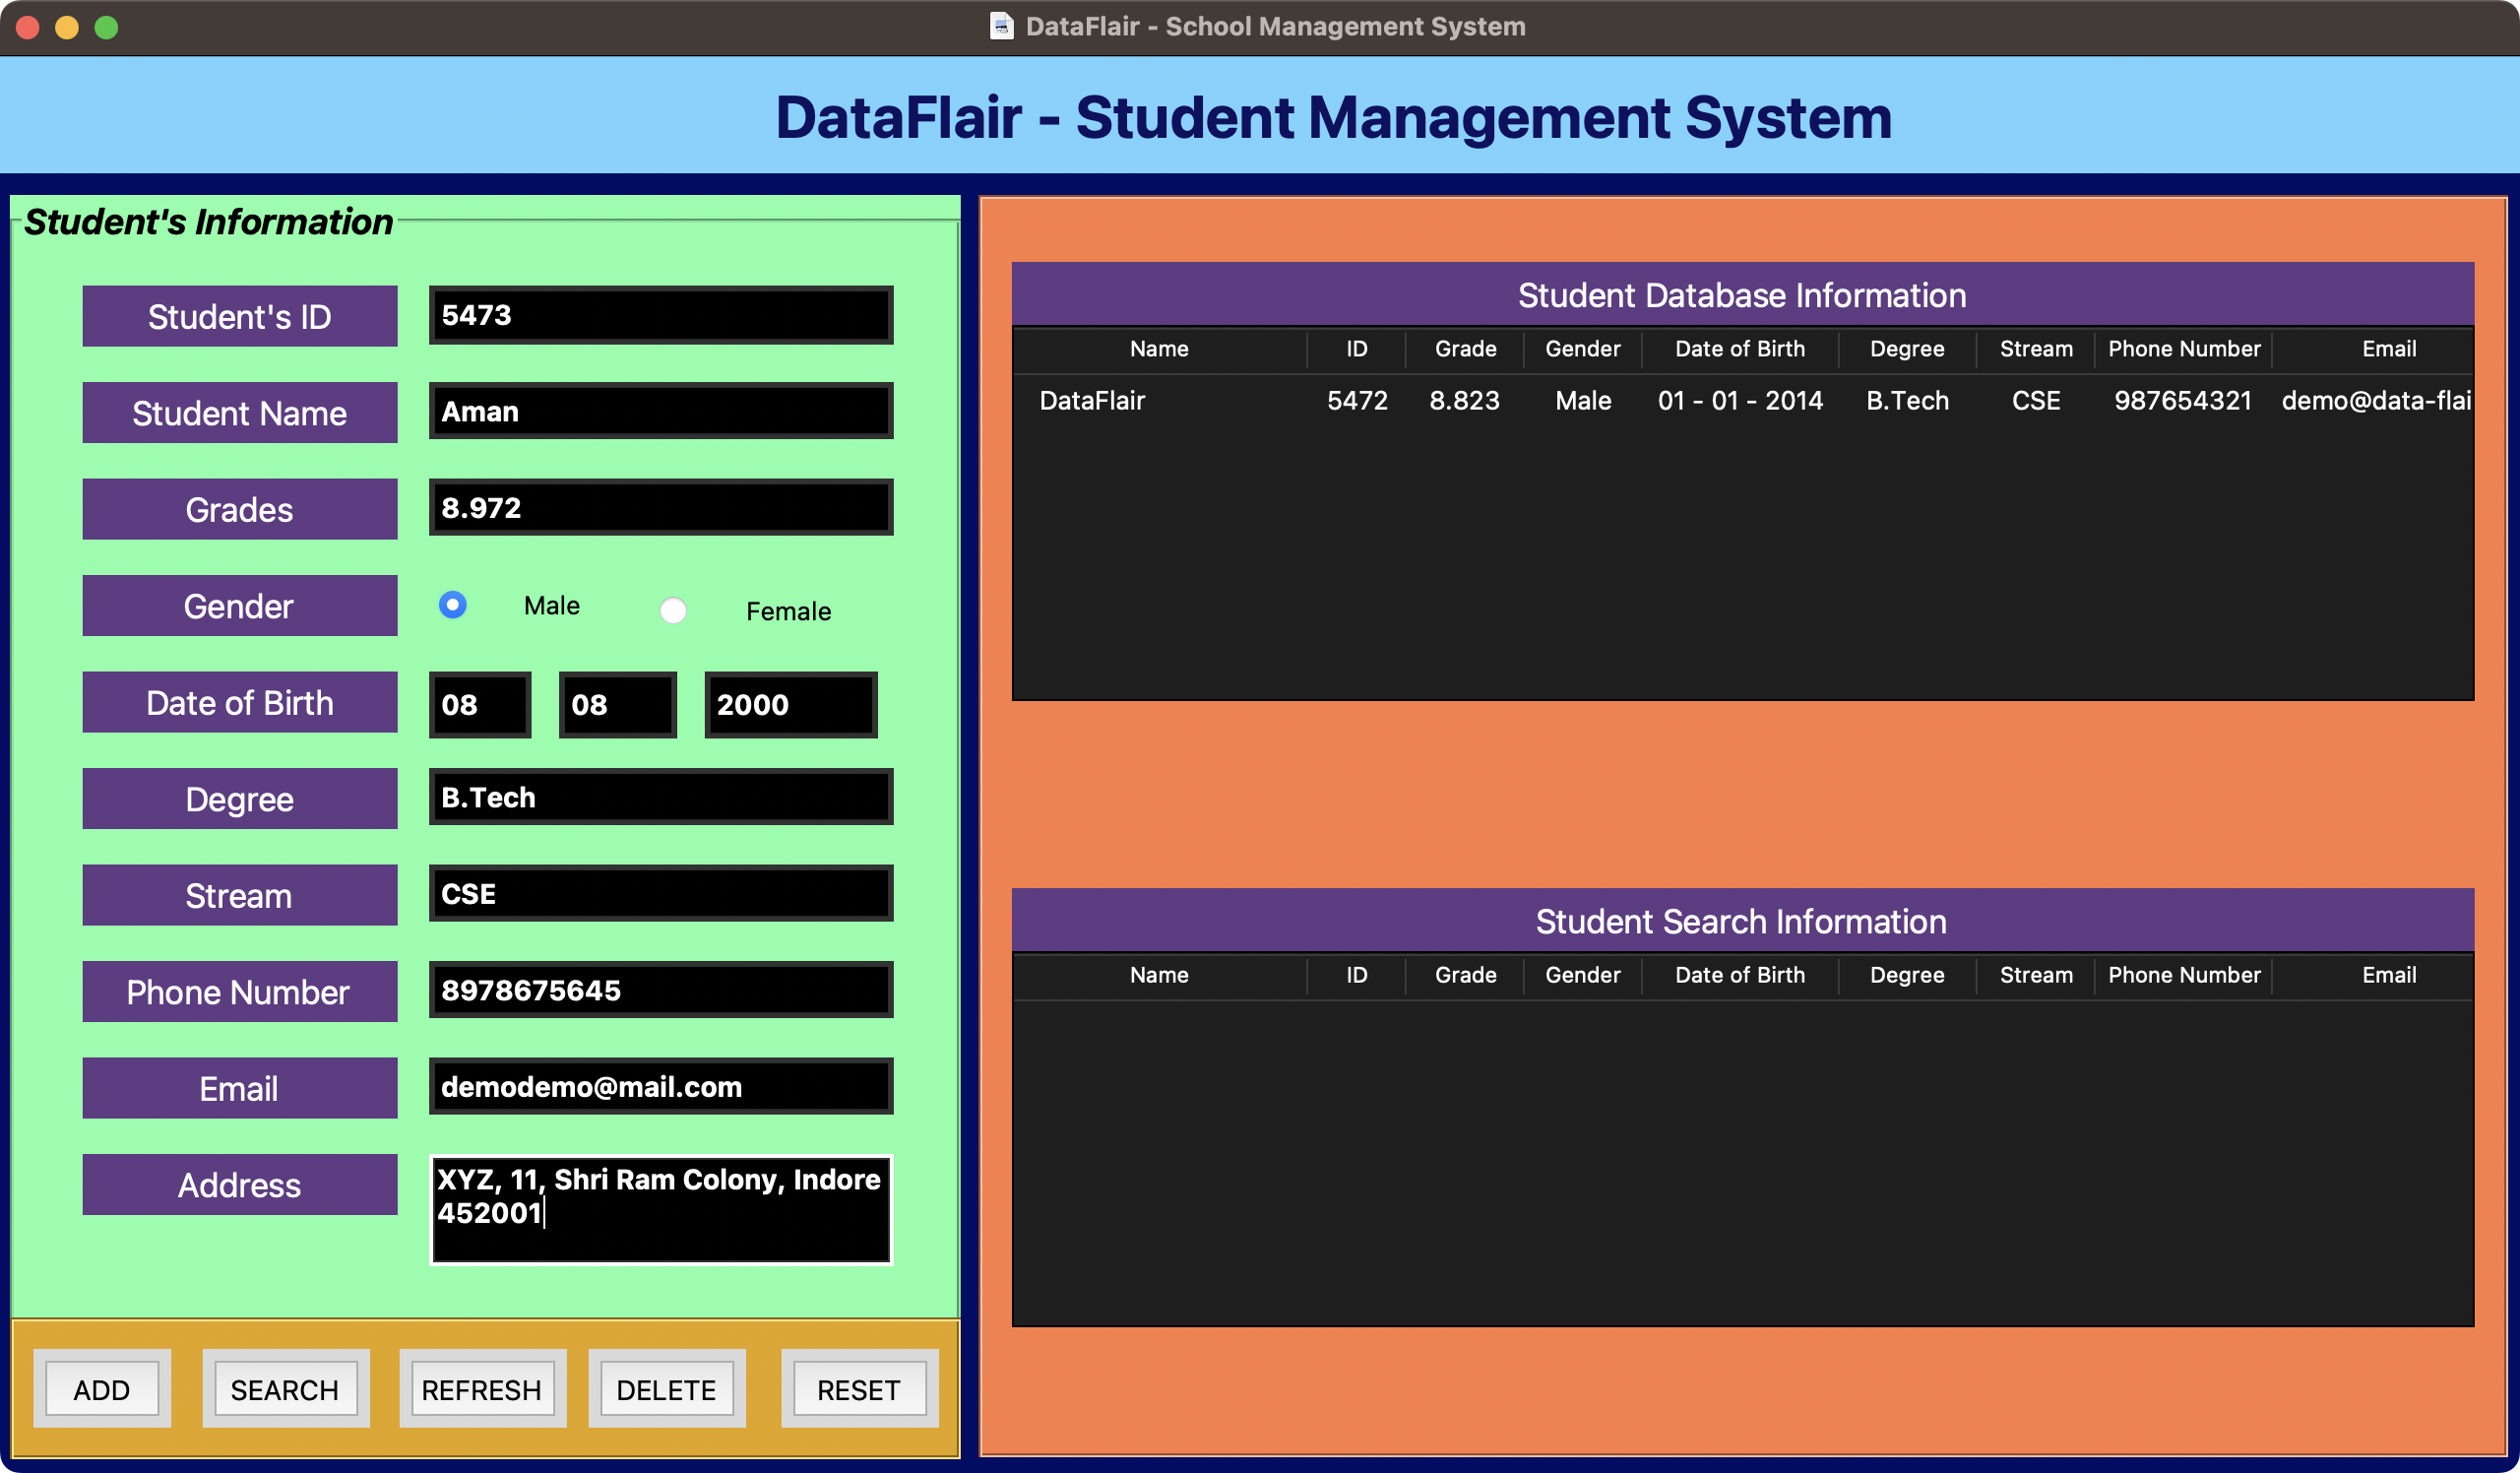 DataFlair - School Management System
DataFlair - Student Management System
Student's Information
Student's ID 5473
Student Name Aman
Grades 8.972
Gender Male Female
Date of Birth 08 08 2000
Degree B.Tech
Stream CSE
Phone Number 8978675645
Email demodemo@mail.com
Address XYZ, 11, Shri Ram Colony, Indore
452001
ADD SEARCH REFRESH DELETE RESET
Student Database Information
Name ID Grade Gender Date of Birth Degree Stream Phone Number Email
DataFlair 5472 8.823 Male 01 - 01 - 2014 B.Tech CSE 987654321 demo@data-flai
Student Search Information
Name ID Grade Gender Date of Birth Degree Stream Phone Number Email